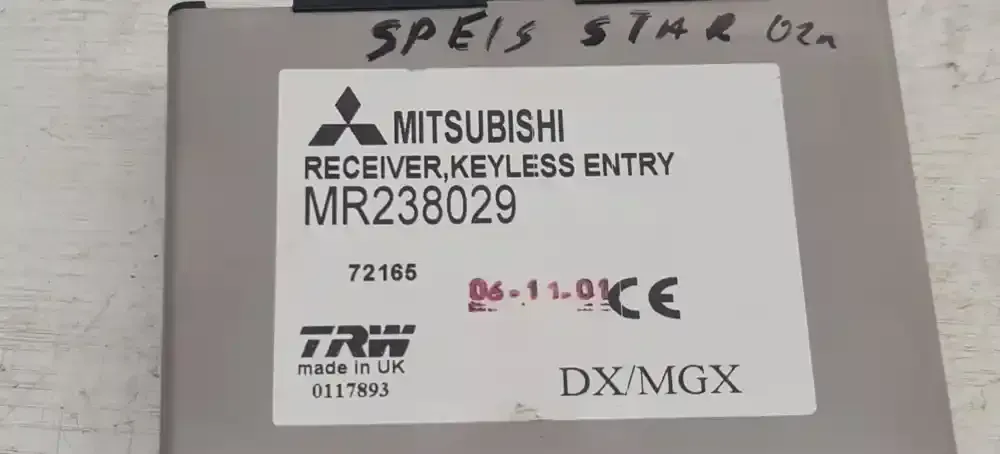 SPEIS STAR 02n
MITSUBISHI
RECEIVER,KEYLESS ENTRY
MR238029
72165
06-11-01 CE
TRW
made in UK
0117893
DX/MGX